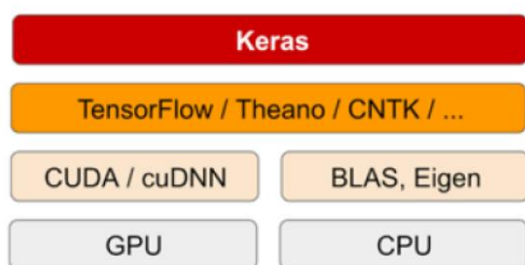 Keras
TensorFlow / Theano / CNTK / ...
CUDA / cuDNN
BLAS, Eigen
GPU
CPU